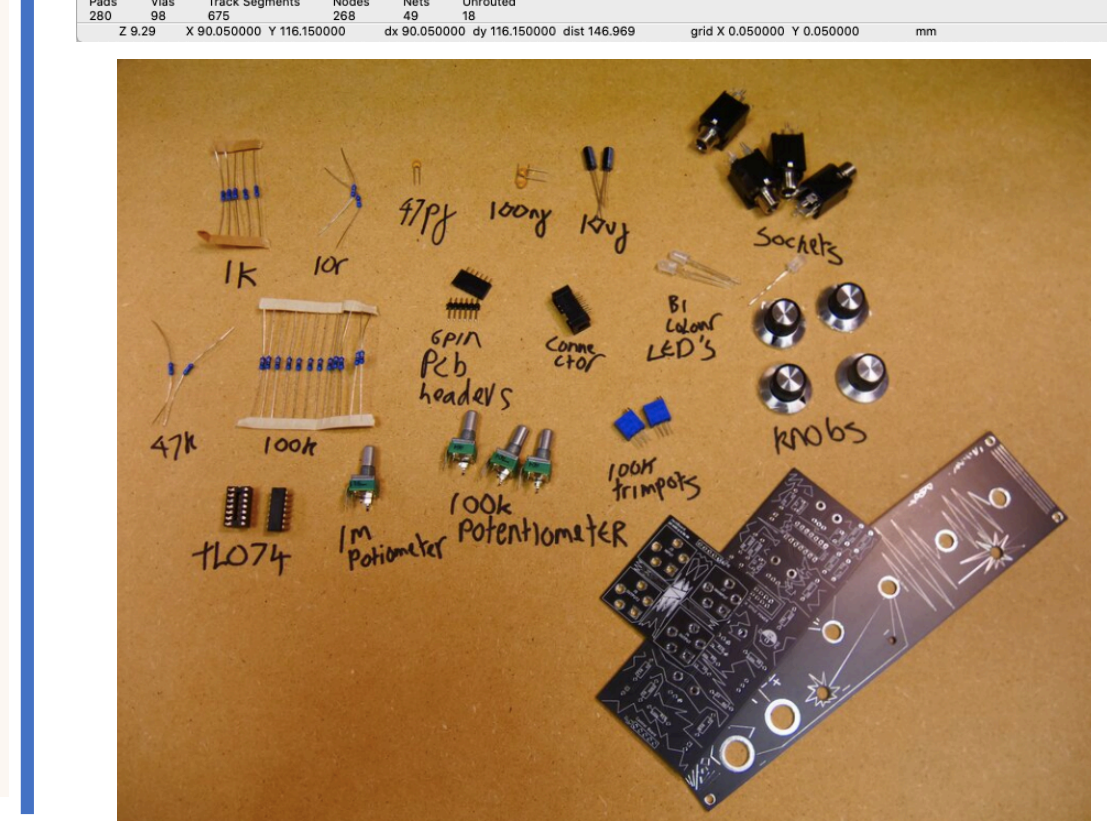 Pads Vias Track Segments Nodes Nets Unrouted
280 98 675 268 49 18
Z 9.29 X 90.050000 Y 116.150000 dx 90.050000 dy 116.150000 dist 146.969 grid X 0.050000 Y 0.050000 mm
1K
10r
47pf
100nf
10uf
Sockets
47k
100k
6pin
Pcb
headers
Conne
ctor
Bi
Colour
LED's
KNobS
TL074
1m
Potiometer
100k
POTENTIOMETER
100K
trimpots